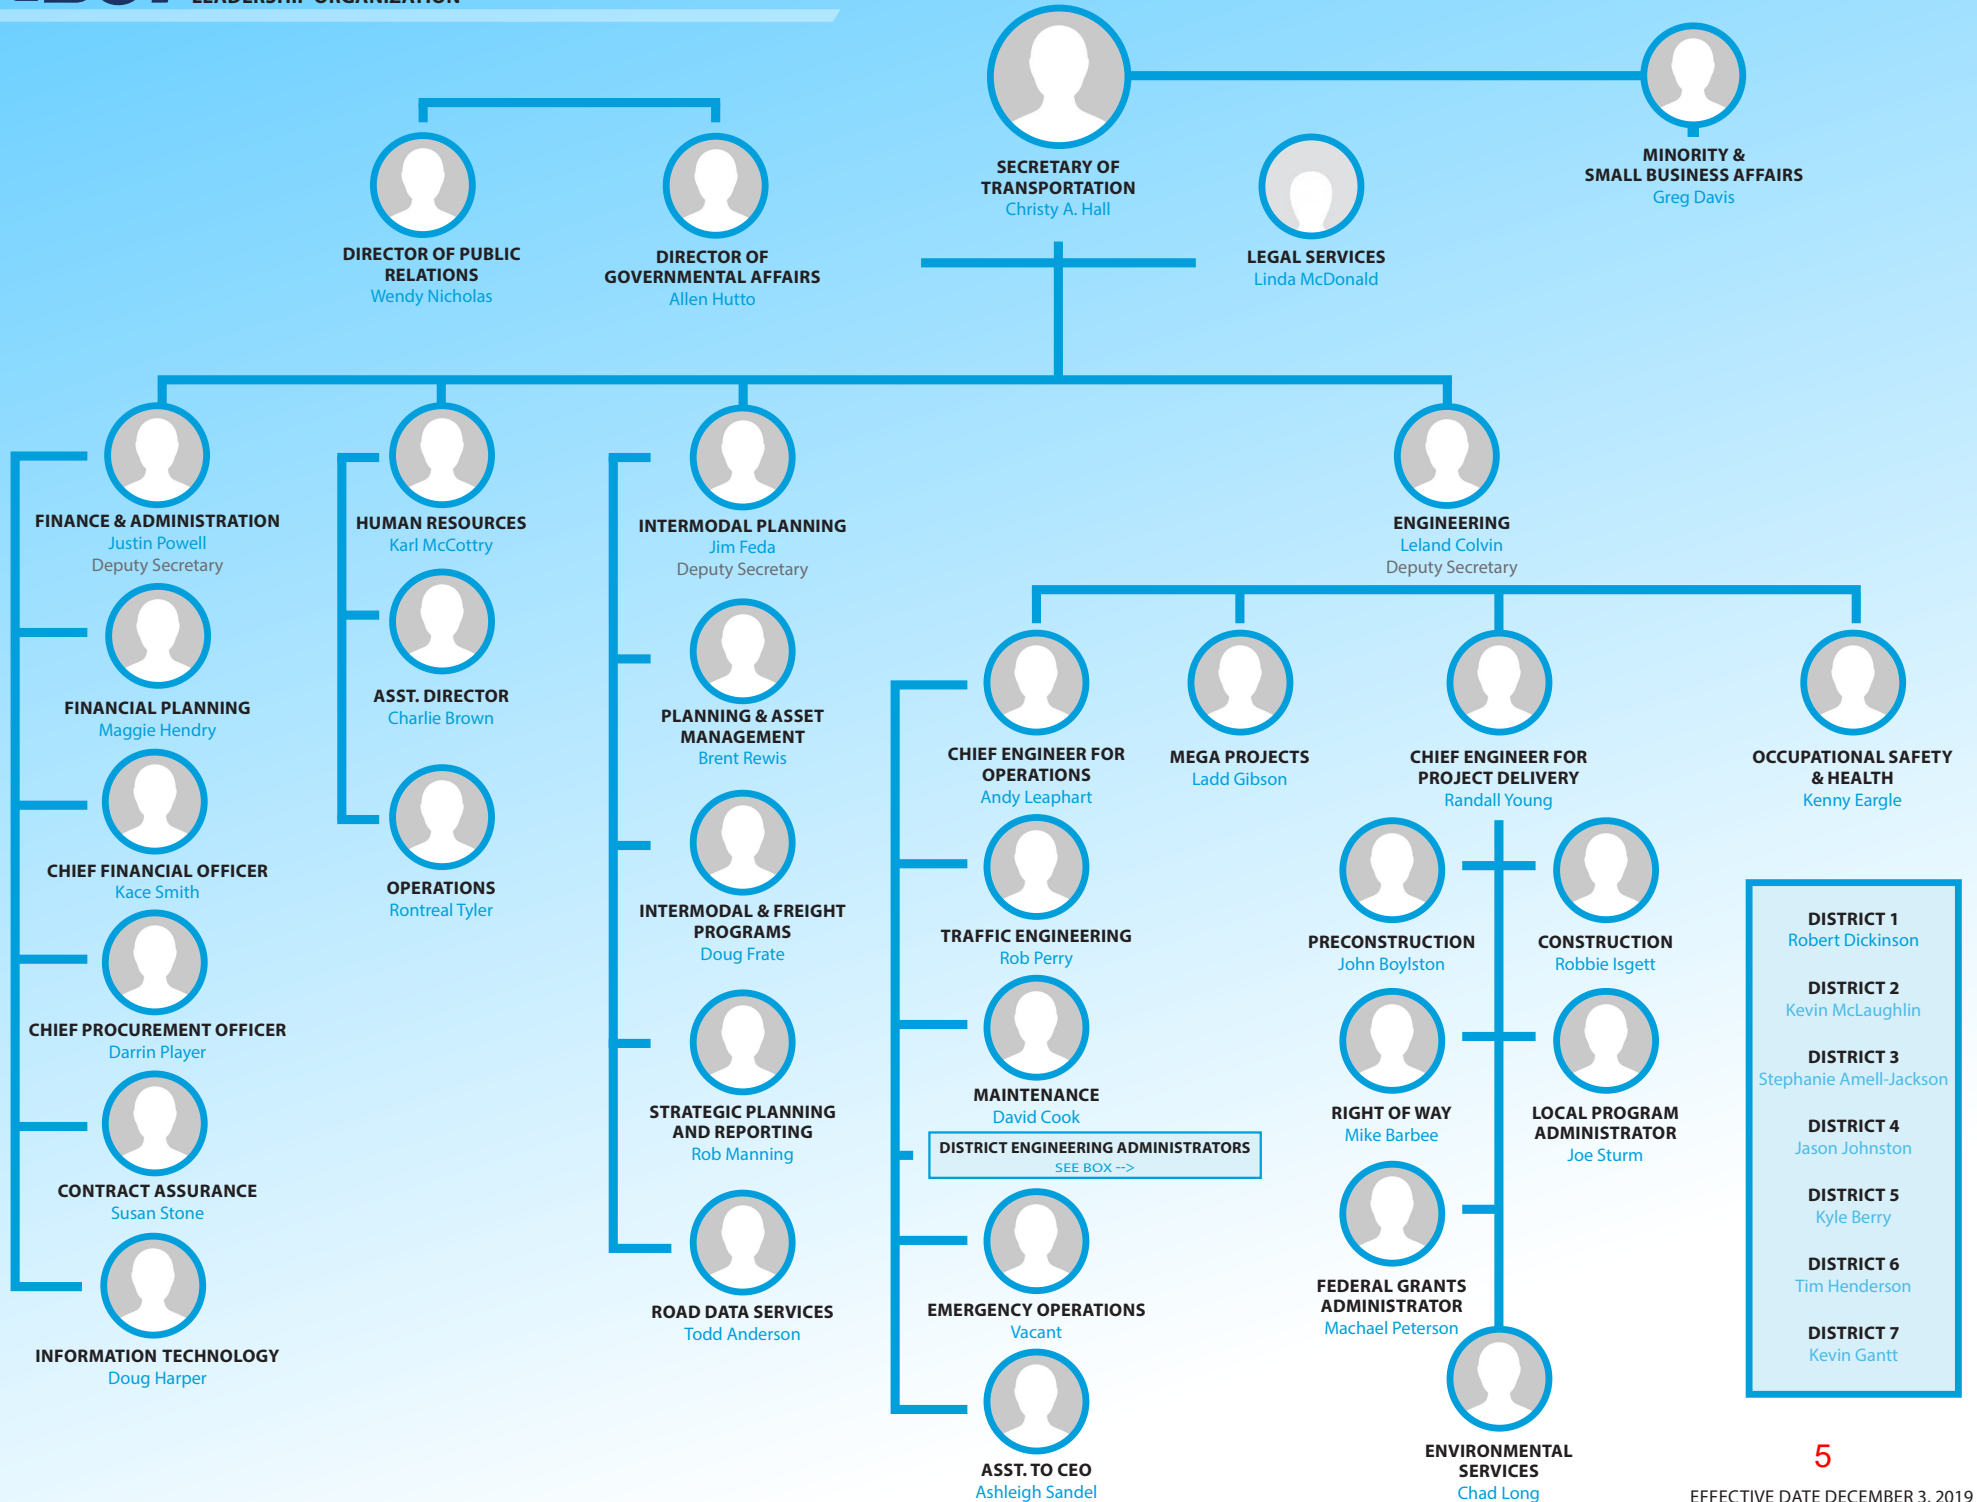 LEADERSHIP ORGANIZATION
SECRETARY OF
TRANSPORTATION
Christy A. Hall
MINORITY &
SMALL BUSINESS AFFAIRS
Greg Davis
DIRECTOR OF PUBLIC
RELATIONS
Wendy Nicholas
DIRECTOR OF
GOVERNMENTAL AFFAIRS
Allen Hutto
LEGAL SERVICES
Linda McDonald
FINANCE & ADMINISTRATION
Justin Powell
Deputy Secretary
FINANCIAL PLANNING
Maggie Hendry
CHIEF FINANCIAL OFFICER
Kace Smith
CHIEF PROCUREMENT OFFICER
Darrin Player
CONTRACT ASSURANCE
Susan Stone
INFORMATION TECHNOLOGY
Doug Harper
HUMAN RESOURCES
Karl McCottry
ASST. DIRECTOR
Charlie Brown
OPERATIONS
Rontreal Tyler
INTERMODAL PLANNING
Jim Feda
Deputy Secretary
PLANNING & ASSET
MANAGEMENT
Brent Rewis
INTERMODAL & FREIGHT
PROGRAMS
Doug Frate
STRATEGIC PLANNING
AND REPORTING
Rob Manning
ROAD DATA SERVICES
Todd Anderson
ENGINEERING
Leland Colvin
Deputy Secretary
CHIEF ENGINEER FOR
OPERATIONS
Andy Leaphart
TRAFFIC ENGINEERING
Rob Perry
MAINTENANCE
David Cook
DISTRICT ENGINEERING ADMINISTRATORS
SEE BOX -->
EMERGENCY OPERATIONS
Vacant
ASST. TO CEO
Ashleigh Sandel
MEGA PROJECTS
Ladd Gibson
CHIEF ENGINEER FOR
PROJECT DELIVERY
Randall Young
PRECONSTRUCTION
John Boylston
CONSTRUCTION
Robbie Isgett
RIGHT OF WAY
Mike Barbee
LOCAL PROGRAM
ADMINISTRATOR
Joe Sturm
FEDERAL GRANTS
ADMINISTRATOR
Machael Peterson
ENVIRONMENTAL
SERVICES
Chad Long
OCCUPATIONAL SAFETY
& HEALTH
Kenny Eargle
DISTRICT 1
Robert Dickinson
DISTRICT 2
Kevin McLaughlin
DISTRICT 3
Stephanie Amell-Jackson
DISTRICT 4
Jason Johnston
DISTRICT 5
Kyle Berry
DISTRICT 6
Tim Henderson
DISTRICT 7
Kevin Gantt
5
EFFECTIVE DATE DECEMBER 3, 2019